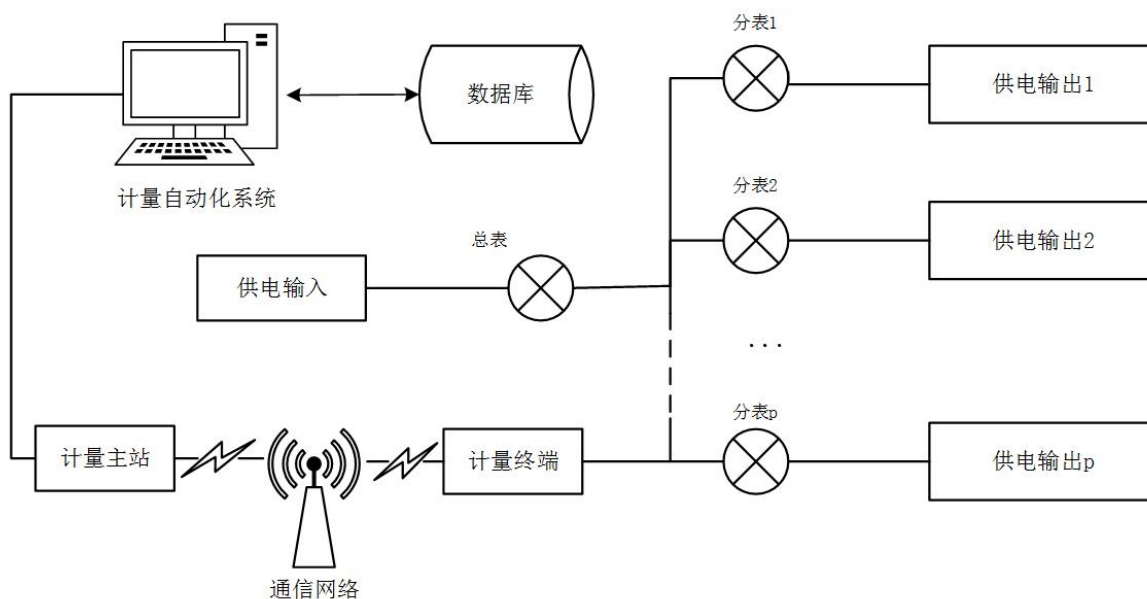 分表1
数据库
供电输出1
计量自动化系统
分表2
总表
供电输出2
供电输入
...
分表p
计量主站
计量终端
供电输出p
通信网络